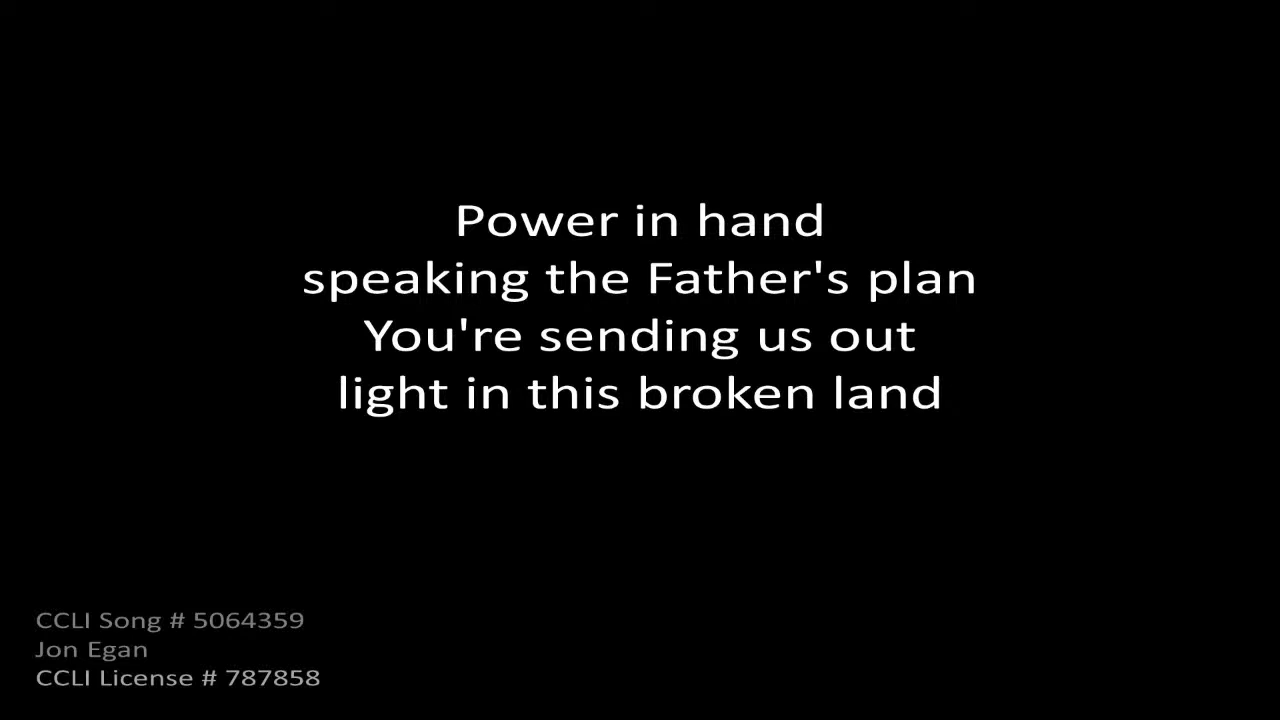 Power in hand
speaking the Father's plan
You're sending us out
light in this broken land
CCLI Song # 5064359
Jon Egan
CCLI License # 787858